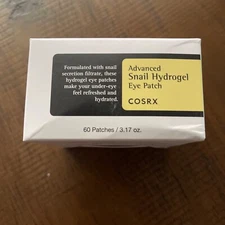 Formulated with snail
secretion filtrate, these
hydrogel eye patches
make your under-eye
feel refreshed and
hydrated.
Advanced
Snail Hydrogel
Eye Patch
COSRX
60 Patches / 3.17 oz.